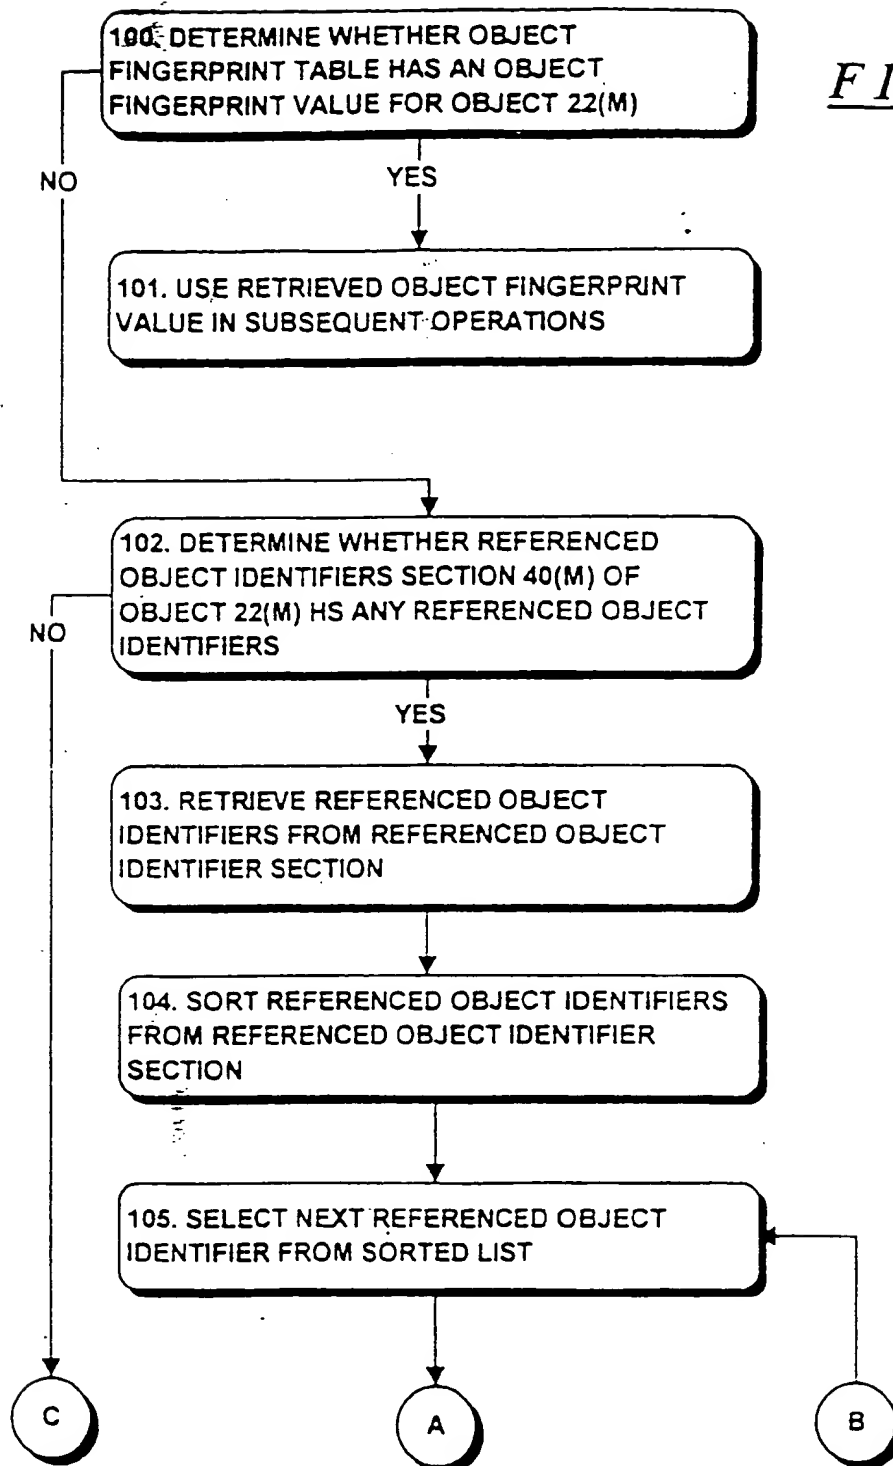 100. DETERMINE WHETHER OBJECT
FINGERPRINT TABLE HAS AN OBJECT
FINGERPRINT VALUE FOR OBJECT 22(M)
F I
NO
YES
101. USE RETRIEVED OBJECT FINGERPRINT
VALUE IN SUBSEQUENT OPERATIONS
102. DETERMINE WHETHER REFERENCED
OBJECT IDENTIFIERS SECTION 40(M) OF
OBJECT 22(M) HS ANY REFERENCED OBJECT
IDENTIFIERS
NO
YES
103. RETRIEVE REFERENCED OBJECT
IDENTIFIERS FROM REFERENCED OBJECT
IDENTIFIER SECTION
104. SORT REFERENCED OBJECT IDENTIFIERS
FROM REFERENCED OBJECT IDENTIFIER
SECTION
105. SELECT NEXT REFERENCED OBJECT
IDENTIFIER FROM SORTED LIST
C
A
B